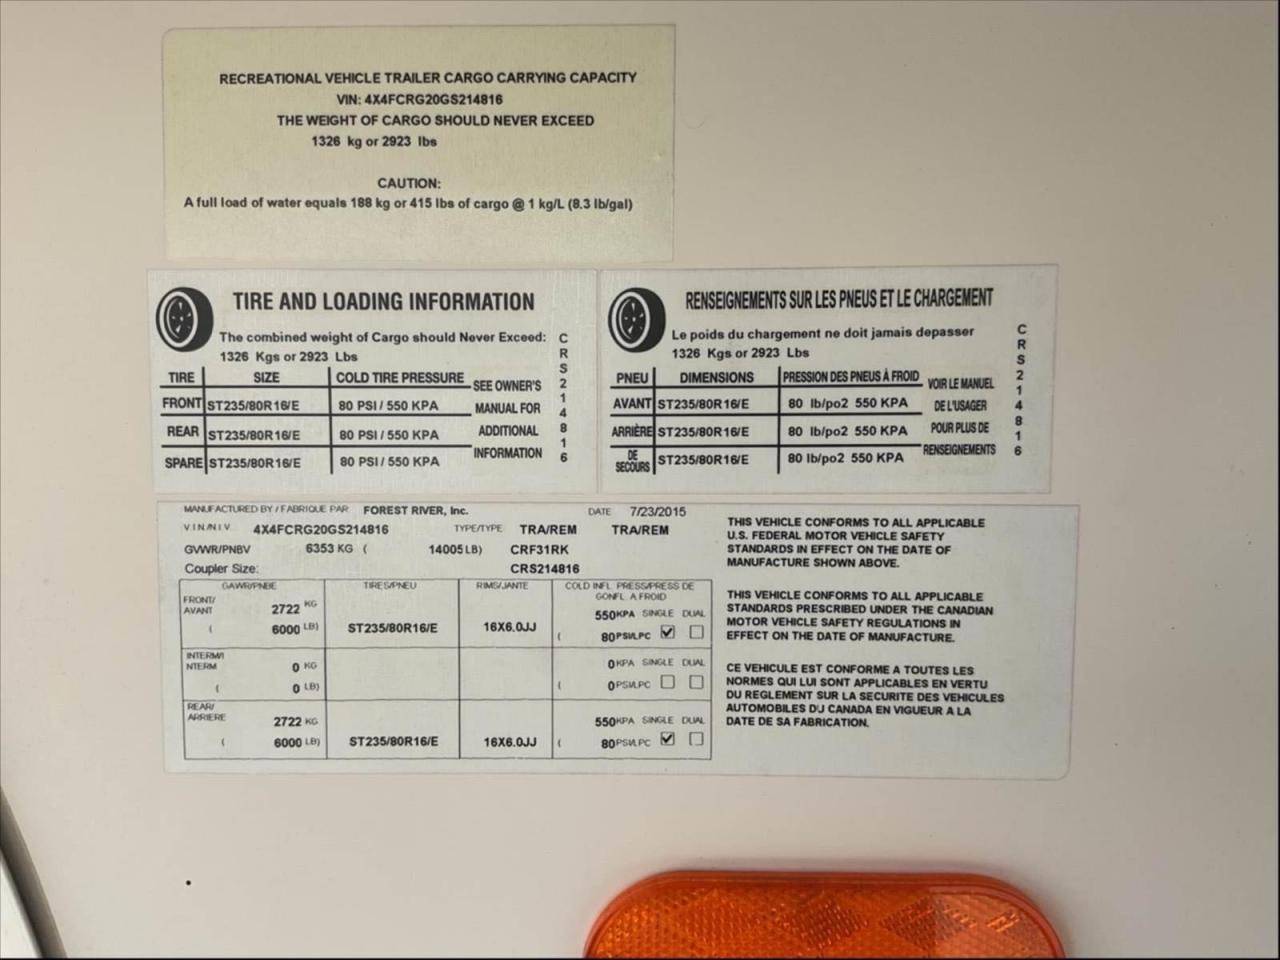 RECREATIONAL VEHICLE TRAILER CARGO CARRYING CAPACITY
VIN: 4X4FCRG20GS214816
THE WEIGHT OF CARGO SHOULD NEVER EXCEED
1326 kg or 2923 lbs
CAUTION:
A full load of water equals 188 kg or 415 lbs of cargo @ 1 kg/L (8.3 lb/gal)
TIRE AND LOADING INFORMATION
The combined weight of Cargo should Never Exceed:
1326 Kgs or 2923 Lbs
TIRE SIZE COLD TIRE PRESSURE
FRONT ST235/80R16/E 80 PSI / 550 KPA
REAR ST235/80R16/E 80 PSI / 550 KPA
SPARE ST235/80R16/E 80 PSI / 550 KPA
SEE OWNER'S
MANUAL FOR
ADDITIONAL
INFORMATION
CRS214816
RENSEIGNEMENTS SUR LES PNEUS ET LE CHARGEMENT
Le poids du chargement ne doit jamais depasser
1326 Kgs or 2923 Lbs
PNEU DIMENSIONS PRESSION DES PNEUS À FROID
AVANT ST235/80R16/E 80 lb/po2 550 KPA
ARRIÈRE ST235/80R16/E 80 lb/po2 550 KPA
DE SECOURS ST235/80R16/E 80 lb/po2 550 KPA
VOIR LE MANUEL
DE L'USAGER
POUR PLUS DE
RENSEIGNEMENTS
CRS214816
MANUFACTURED BY / FABRIQUE PAR FOREST RIVER, Inc. DATE 7/23/2015
V I N / N I V 4X4FCRG20GS214816 TYPE/TYPE TRA/REM TRA/REM
GVWR/PNBV 6353 KG ( 14005 LB) CRF31RK
Coupler Size: CRS214816
GAWR/PNBE TIRES/PNEU RIMS/JANTE COLD INFL. PRESS/PRESS DE
GONFL. A FROID
FRONT/
AVANT 2722 KG 550 KPA SINGLE DUAL
( 6000 LB) ST235/80R16/E 16X6.0JJ ( 80 PSI/LPC
INTERM/I
NTERM 0 KG 0 KPA SINGLE DUAL
( 0 LB) ( 0 PSI/LPC
REAR/
ARRIERE 2722 KG 550 KPA SINGLE DUAL
( 6000 LB) ST235/80R16/E 16X6.0JJ ( 80 PSI/LPC
THIS VEHICLE CONFORMS TO ALL APPLICABLE
U.S. FEDERAL MOTOR VEHICLE SAFETY
STANDARDS IN EFFECT ON THE DATE OF
MANUFACTURE SHOWN ABOVE.
THIS VEHICLE CONFORMS TO ALL APPLICABLE
STANDARDS PRESCRIBED UNDER THE CANADIAN
MOTOR VEHICLE SAFETY REGULATIONS IN
EFFECT ON THE DATE OF MANUFACTURE.
CE VEHICULE EST CONFORME A TOUTES LES
NORMES QUI LUI SONT APPLICABLES EN VERTU
DU REGLEMENT SUR LA SECURITE DES VEHICULES
AUTOMOBILES DU CANADA EN VIGUEUR A LA
DATE DE SA FABRICATION.